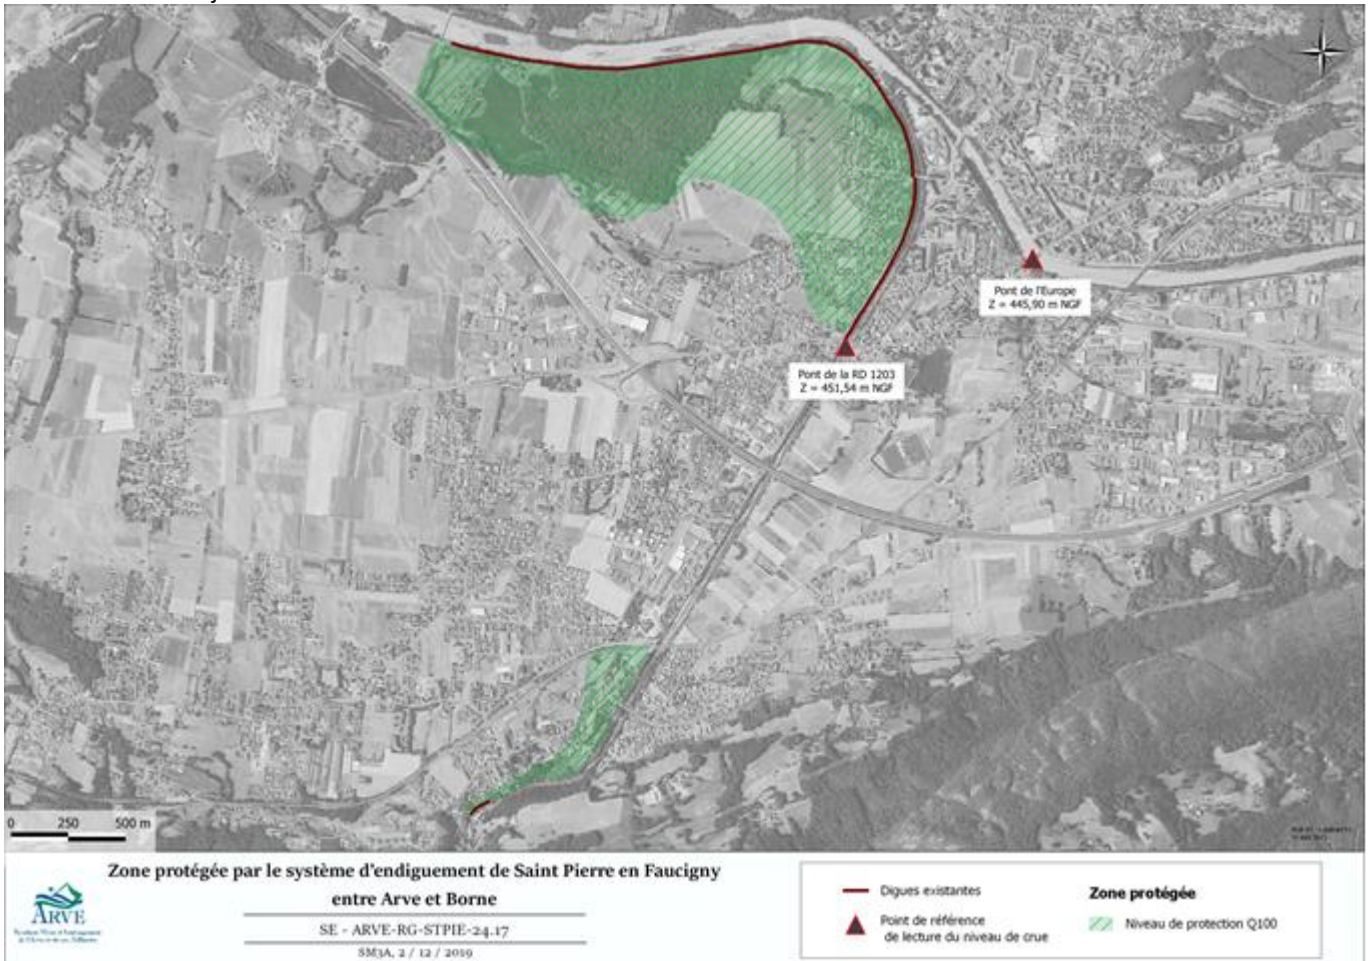 Pont de l'Europe
Z = 445,90 m NGF
Pont de la RD 1203
Z = 451,54 m NGF
0 250 500 m
Zone protégée par le système d'endiguement de Saint Pierre en Faucigny
entre Arve et Borne
SE - ARVE-RG-STPIE-24.17
SM3A, 2 / 12 / 2019
ARVE
Digues existantes
Point de référence
de lecture du niveau de crue
Zone protégée
Niveau de protection Q100